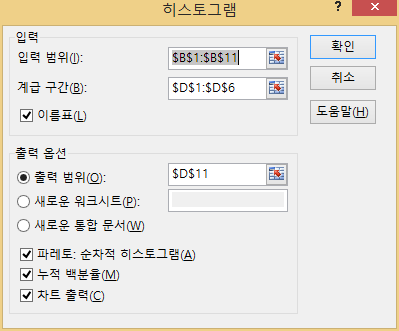 히스토그램
? ×
입력
입력 범위(I): $B$1:$B$11 확인
계급 구간(B): $D$1:$D$6 취소
이름표(L) 도움말(H)
출력 옵션
출력 범위(O): $D$11
새로운 워크시트(P):
새로운 통합 문서(W)
파레토: 순차적 히스토그램(A)
누적 백분율(M)
차트 출력(C)